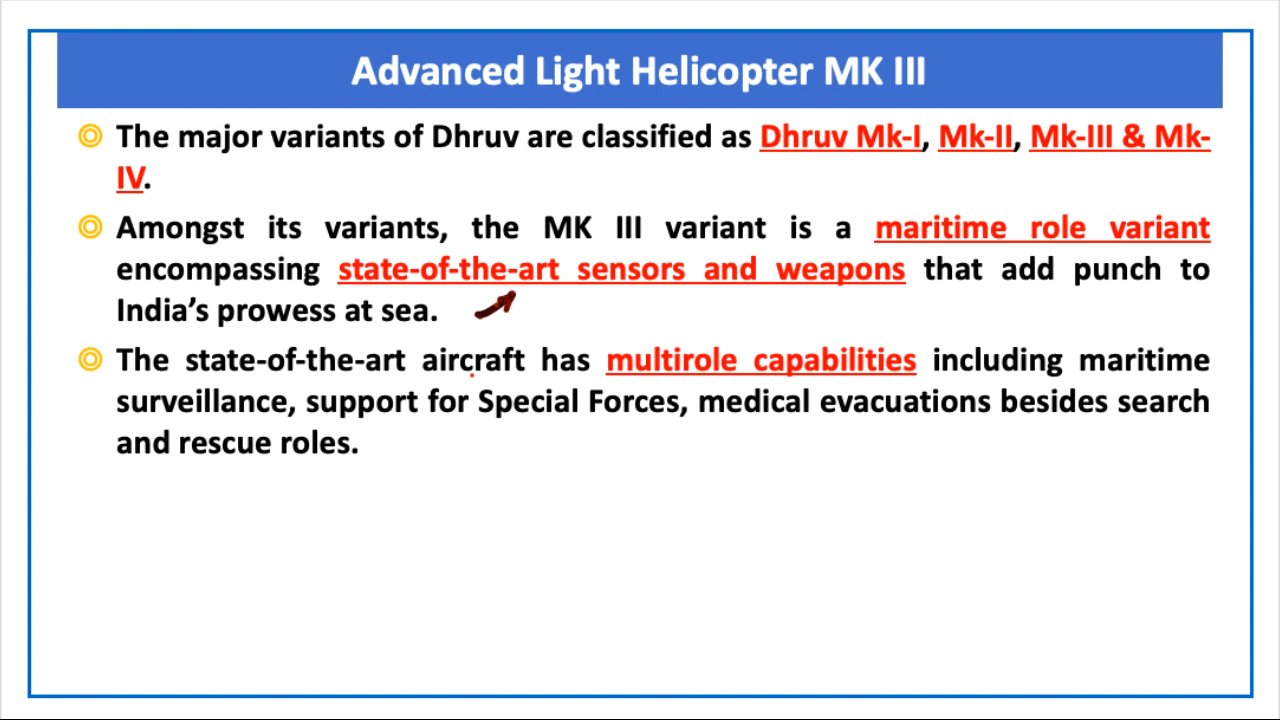 Advanced Light Helicopter MK III
The major variants of Dhruv are classified as Dhruv Mk-I, Mk-II, Mk-III & Mk-
IV.
Amongst its variants, the MK III variant is a maritime role variant
encompassing state-of-the-art sensors and weapons that add punch to
India’s prowess at sea.
The state-of-the-art aircraft has multirole capabilities including maritime
surveillance, support for Special Forces, medical evacuations besides search
and rescue roles.